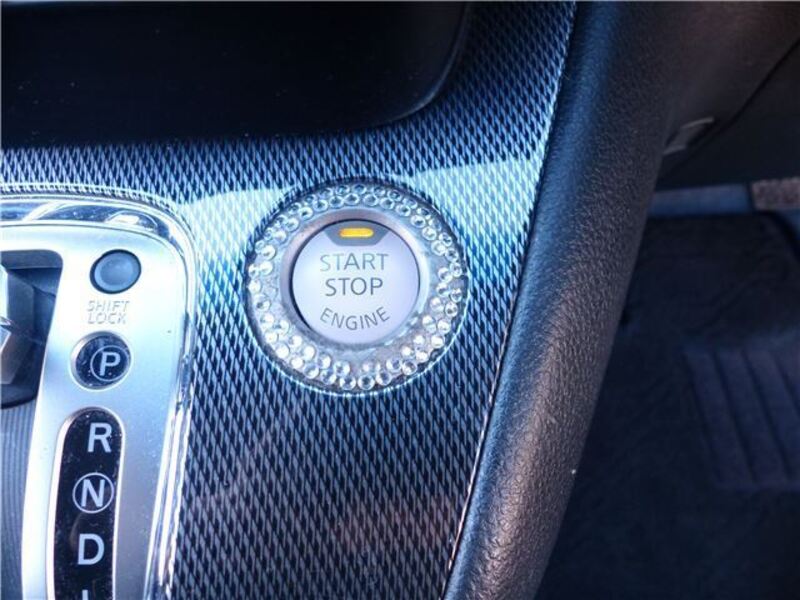 START
STOP
ENGINE
SHIFT
LOCK
P
R
N
D